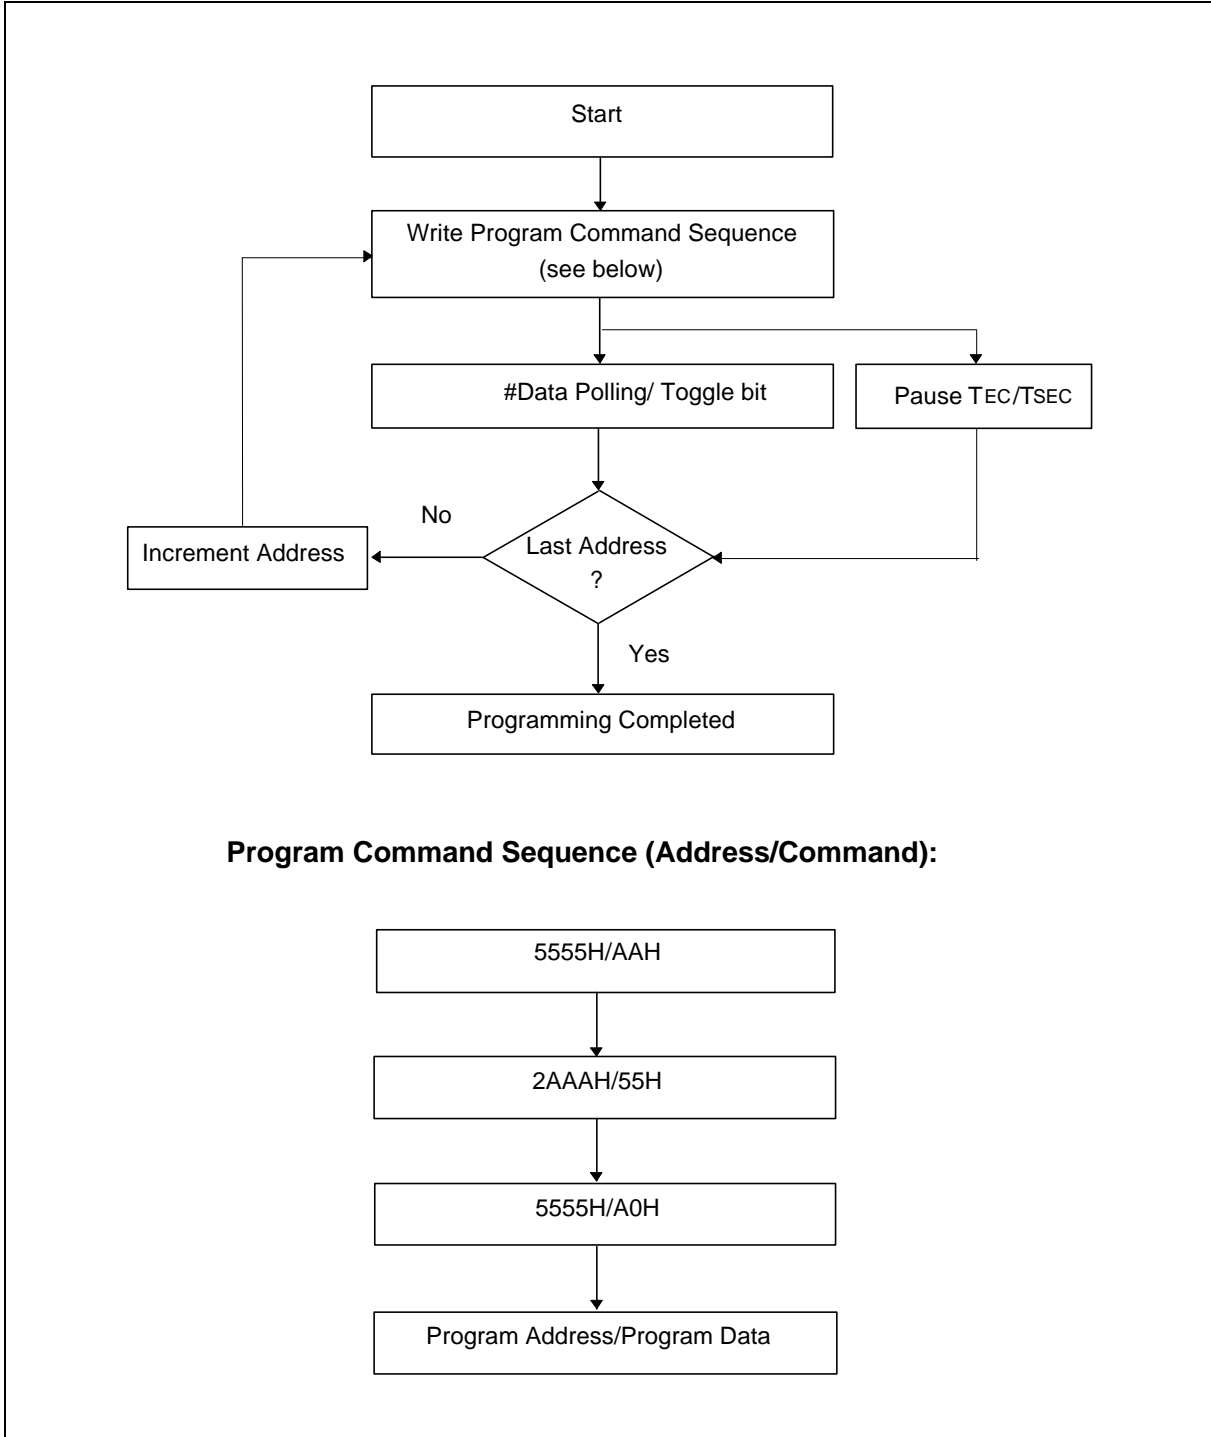 Start
Write Program Command Sequence
(see below)
#Data Polling/ Toggle bit
Pause TEC/TSEC
No
Increment Address
Last Address
?
Yes
Programming Completed
Program Command Sequence (Address/Command):
5555H/AAH
2AAAH/55H
5555H/A0H
Program Address/Program Data